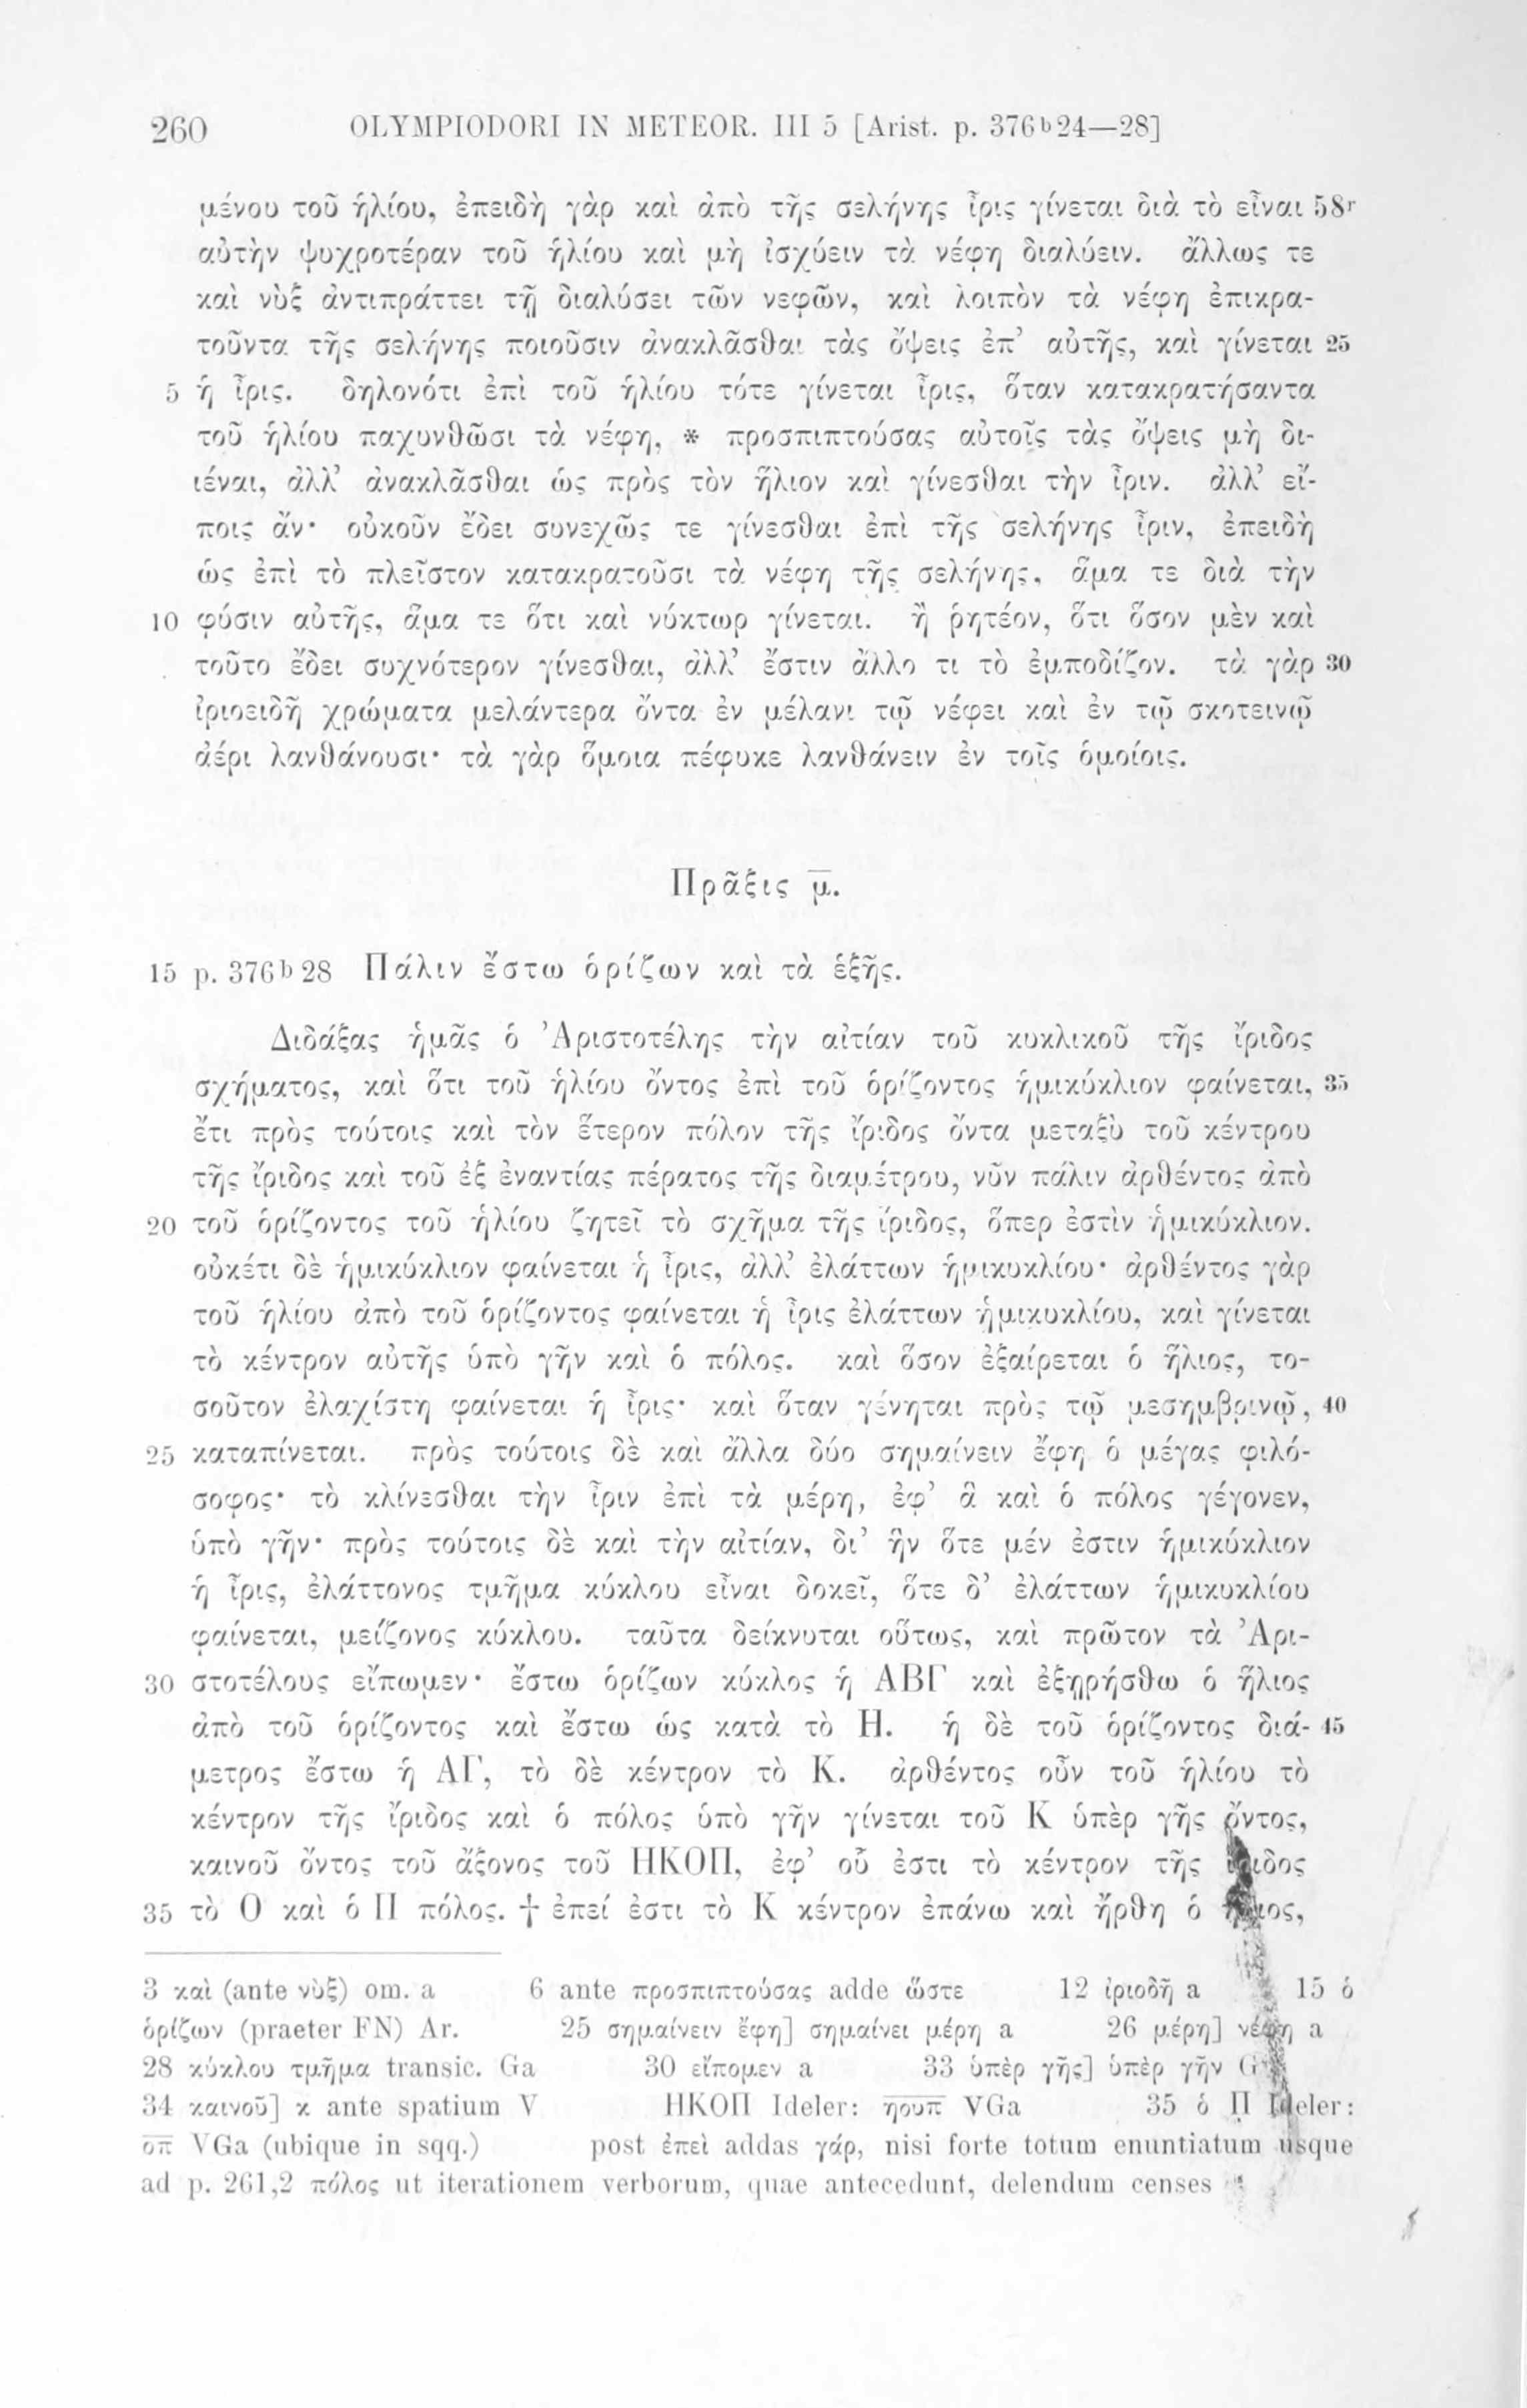 260 OLYMPIODORI IN METEOR. III 5 [Arist. p. 376ᵇ24—28]
μένου τοῦ ἡλίου, ἐπειδὴ γὰρ καὶ ἀπὸ τῆς σελήνης ἶρις γίνεται διὰ τὸ εἶναι 58ʳ
αὐτὴν ψυχροτέραν τοῦ ἡλίου καὶ μὴ ἰσχύειν τὰ νέφη διαλύειν. ἄλλως τε
καὶ νὺξ ἀντιπράττει τῇ διαλύσει τῶν νεφῶν, καὶ λοιπὸν τὰ νέφη ἐπικρα-
τοῦντα τῆς σελήνης ποιοῦσιν ἀνακλᾶσθαι τὰς ὄψεις ἐπ’ αὐτῆς, καὶ γίνεται 25
5 ἡ ἶρις. δηλονότι ἐπὶ τοῦ ἡλίου τότε γίνεται ἶρις, ὅταν κατακρατήσαντα
τοῦ ἡλίου παχυνθῶσι τὰ νέφη, * προσπιπτούσας αὐτοῖς τὰς ὄψεις μὴ δι-
ιέναι, ἀλλ’ ἀνακλᾶσθαι ὡς πρὸς τὸν ἥλιον καὶ γίνεσθαι τὴν ἶριν. ἀλλ’ εἴ-
ποις ἄν· οὐκοῦν ἔδει συνεχῶς τε γίνεσθαι ἐπὶ τῆς σελήνης ἶριν, ἐπειδὴ
ὡς ἐπὶ τὸ πλεῖστον κατακρατοῦσι τὰ νέφη τῆς σελήνης, ἅμα τε διὰ τὴν
10 φύσιν αὐτῆς, ἅμα τε ὅτι καὶ νύκτωρ γίνεται. ἢ ῥητέον, ὅτι ὅσον μὲν καὶ
τοῦτο ἔδει συχνότερον γίνεσθαι, ἀλλ’ ἔστιν ἄλλο τι τὸ ἐμποδίζον. τὰ γὰρ 30
ἰριοειδῆ χρώματα μελάντερα ὄντα ἐν μέλανι τῷ νέφει καὶ ἐν τῷ σκοτεινῷ
ἀέρι λανθάνουσι· τὰ γὰρ ὅμοια πέφυκε λανθάνειν ἐν τοῖς ὁμοίοις.
Πρᾶξις μ̅.
15 p. 376ᵇ28 Πάλιν ἔστω ὁρίζων καὶ τὰ ἑξῆς.
Διδάξας ἡμᾶς ὁ Ἀριστοτέλης τὴν αἰτίαν τοῦ κυκλικοῦ τῆς ἴριδος
σχήματος, καὶ ὅτι τοῦ ἡλίου ὄντος ἐπὶ τοῦ ὁρίζοντος ἡμικύκλιον φαίνεται, 35
ἔτι πρὸς τούτοις καὶ τὸν ἕτερον πόλον τῆς ἴριδος ὄντα μεταξὺ τοῦ κέντρου
τῆς ἴριδος καὶ τοῦ ἐξ ἐναντίας πέρατος τῆς διαμέτρου, νῦν πάλιν ἀρθέντος ἀπὸ
20 τοῦ ὁρίζοντος τοῦ ἡλίου ζητεῖ τὸ σχῆμα τῆς ἴριδος, ὅπερ ἐστὶν ἡμικύκλιον.
οὐκέτι δὲ ἡμικύκλιον φαίνεται ἡ ἶρις, ἀλλ’ ἐλάττων ἡμικυκλίου· ἀρθέντος γὰρ
τοῦ ἡλίου ἀπὸ τοῦ ὁρίζοντος φαίνεται ἡ ἶρις ἐλάττων ἡμικυκλίου, καὶ γίνεται
τὸ κέντρον αὐτῆς ὑπὸ γῆν καὶ ὁ πόλος. καὶ ὅσον ἐξαίρεται ὁ ἥλιος, το-
σοῦτον ἐλαχίστη φαίνεται ἡ ἶρις· καὶ ὅταν γένηται πρὸς τῷ μεσημβρινῷ, 40
25 καταπίνεται. πρὸς τούτοις δὲ καὶ ἄλλα δύο σημαίνειν ἔφη ὁ μέγας φιλό-
σοφος· τὸ κλίνεσθαι τὴν ἶριν ἐπὶ τὰ μέρη, ἐφ’ ἃ καὶ ὁ πόλος γέγονεν,
ὑπὸ γῆν· πρὸς τούτοις δὲ καὶ τὴν αἰτίαν, δι’ ἣν ὅτε μέν ἐστιν ἡμικύκλιον
ἡ ἶρις, ἐλάττονος τμῆμα κύκλου εἶναι δοκεῖ, ὅτε δ’ ἐλάττων ἡμικυκλίου
φαίνεται, μείζονος κύκλου. ταῦτα δείκνυται οὕτως, καὶ πρῶτον τὰ Ἀρι-
30 στοτέλους εἴπωμεν· ἔστω ὁρίζων κύκλος ἡ ΑΒΓ καὶ ἐξῃρήσθω ὁ ἥλιος
ἀπὸ τοῦ ὁρίζοντος καὶ ἔστω ὡς κατὰ τὸ Η. ἡ δὲ τοῦ ὁρίζοντος διά- 45
μετρος ἔστω ἡ ΑΓ, τὸ δὲ κέντρον τὸ Κ. ἀρθέντος οὖν τοῦ ἡλίου τὸ
κέντρον τῆς ἴριδος καὶ ὁ πόλος ὑπὸ γῆν γίνεται τοῦ Κ ὑπὲρ γῆς ὄντος,
καινοῦ ὄντος τοῦ ἄξονος τοῦ ΗΚΟΠ, ἐφ’ οὗ ἐστι τὸ κέντρον τῆς ἴριδος
35 τὸ Ο καὶ ὁ Π πόλος. † ἐπεί ἐστι τὸ Κ κέντρον ἐπάνω καὶ ἤρθη ὁ ἥλιος,
3 καὶ (ante νὺξ) om. a 6 ante προσπιπτούσας adde ὥστε 12 ἰριοδῆ a 15 ὁ
ὁρίζων (praeter FN) Ar. 25 σημαίνειν ἔφη] σημαίνει μέρη a 26 μέρη] νέφη a
28 κύκλου τμῆμα transic. Ga 30 εἴπομεν a 33 ὑπὲρ γῆς] ὑπὲρ γῆν G
34 καινοῦ] κ ante spatium V ΗΚΟΠ Ideler: ηουπ VGa 35 ὁ Π Ideler:
οπ VGa (ubique in sqq.) post ἐπεὶ addas γάρ, nisi forte totum enuntiatum usque
ad p. 261,2 πόλος ut iterationem verborum, quae antecedunt, delendum censes